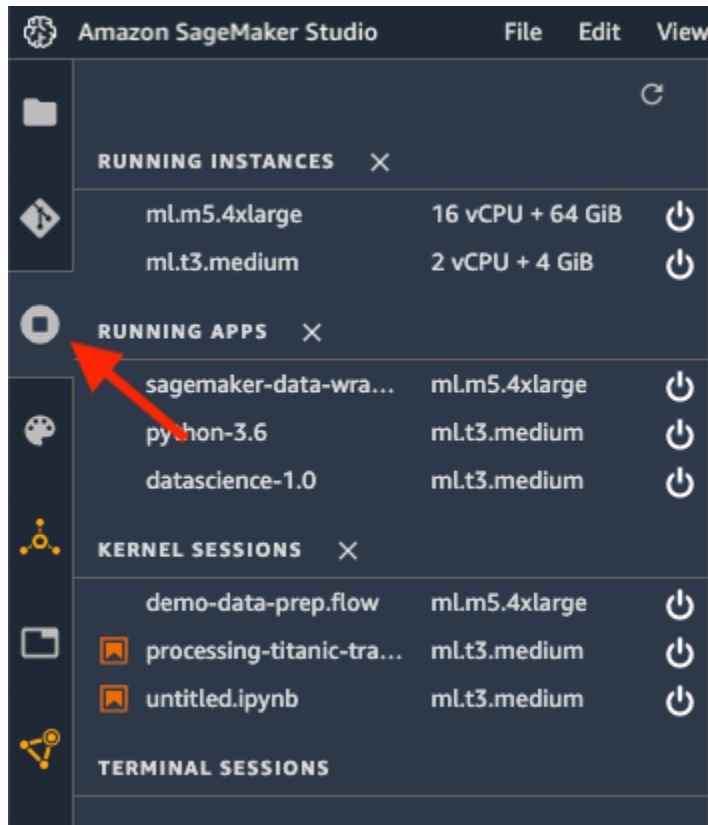 Amazon SageMaker Studio File Edit View
RUNNING INSTANCES
ml.m5.4xlarge 16 vCPU + 64 GiB
ml.t3.medium 2 vCPU + 4 GiB
RUNNING APPS
sagemaker-data-wra... ml.m5.4xlarge
python-3.6 ml.t3.medium
datascience-1.0 ml.t3.medium
KERNEL SESSIONS
demo-data-prep.flow ml.m5.4xlarge
processing-titanic-tra... ml.t3.medium
untitled.ipynb ml.t3.medium
TERMINAL SESSIONS